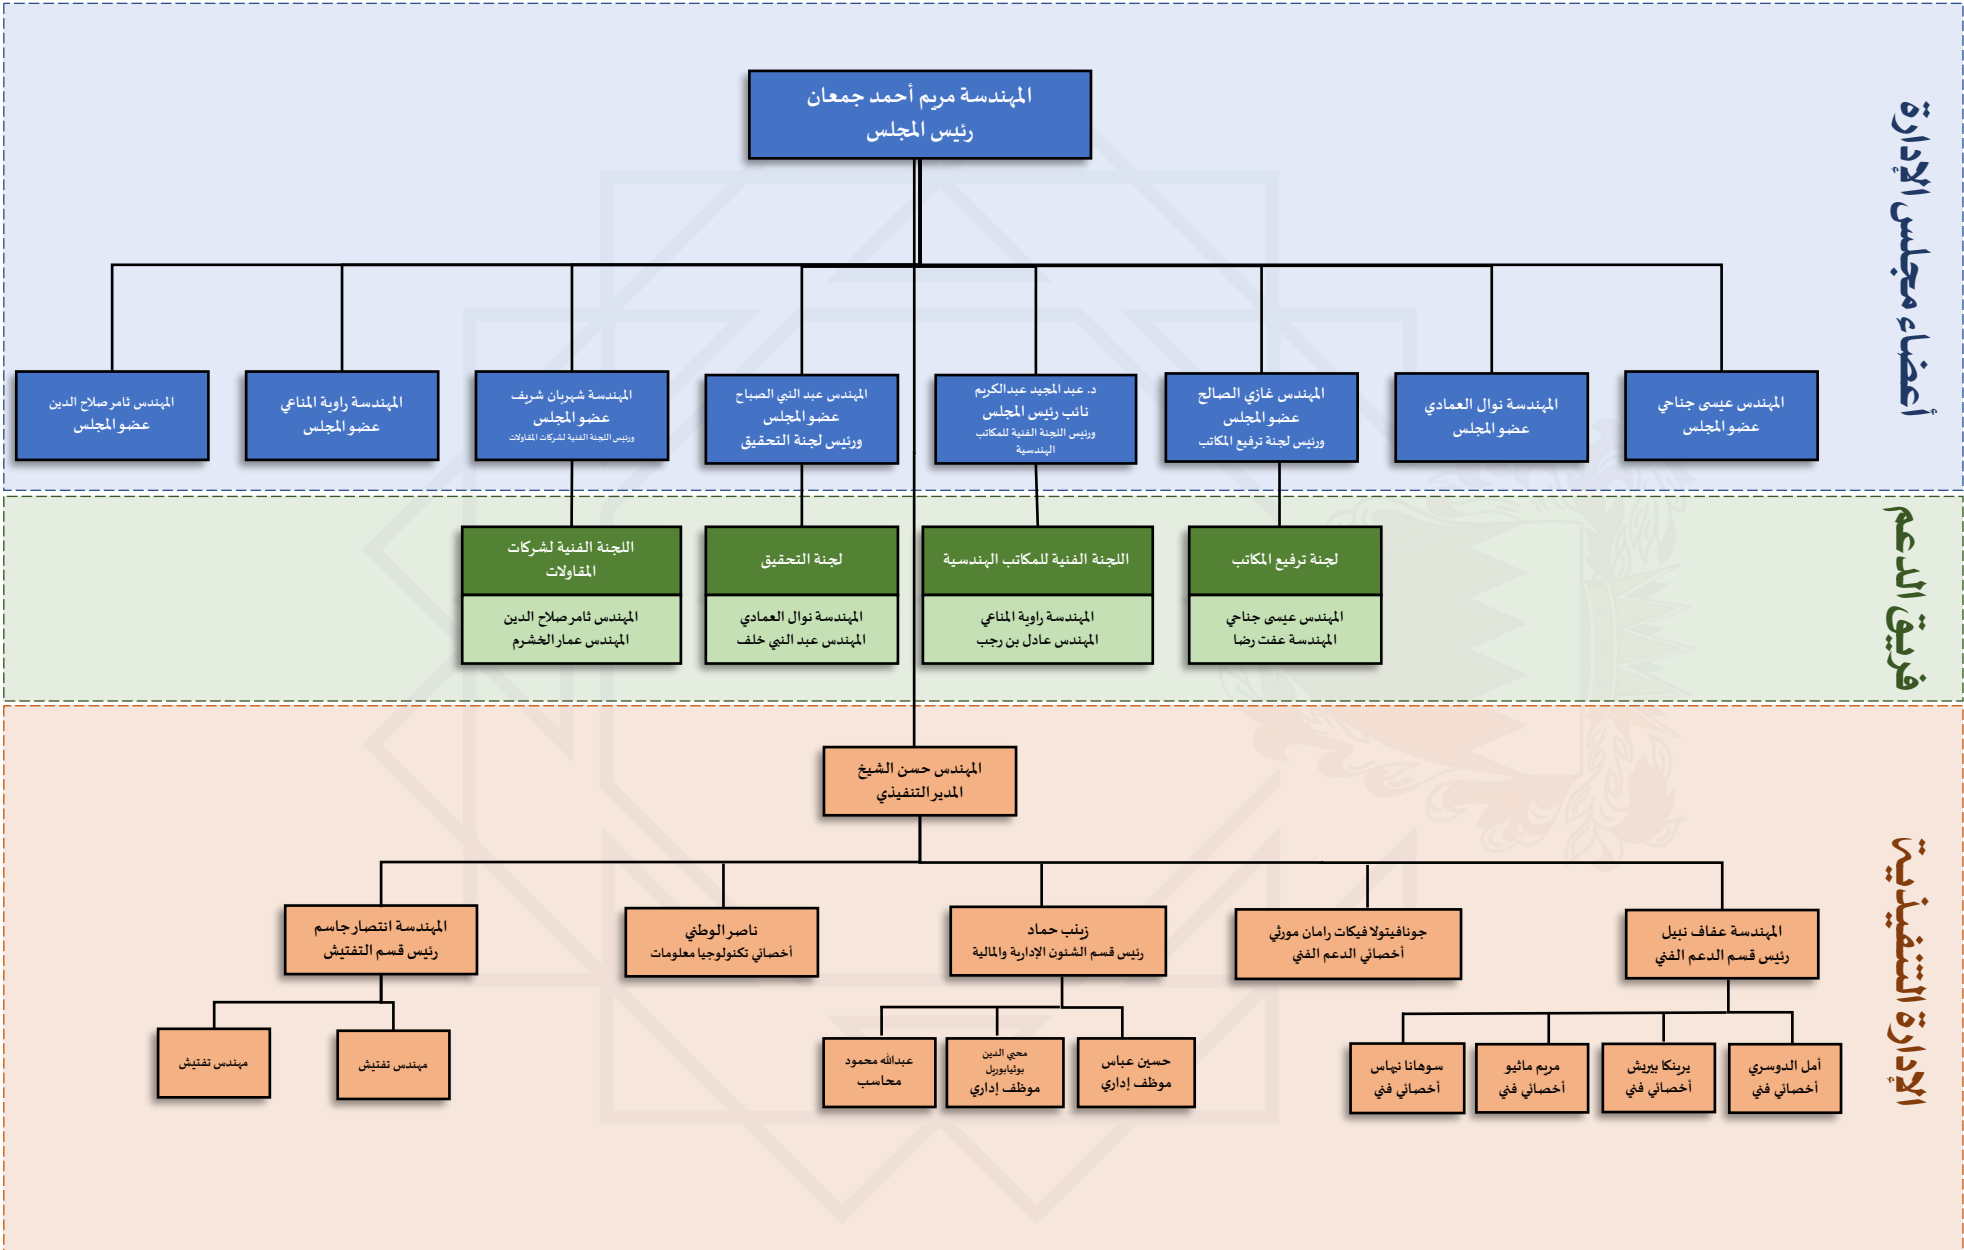 أعضاء مجلس الإدارة
المهندسة مريم أحمد جمعان
رئيس المجلس
المهندس عيسى جناحي
عضو المجلس
المهندسة نوال العمادي
عضو المجلس
المهندس غازي الصالح
عضو المجلس
ورئيس لجنة ترفيع المكاتب
د. عبد المجيد عبدالكريم
نائب رئيس المجلس
ورئيس اللجنة الفنية للمكاتب
الهندسية
المهندس عبد النبي الصباح
عضو المجلس
ورئيس لجنة التحقيق
المهندسة شهربان شريف
عضو المجلس
ورئيس اللجنة الفنية لشركات المقاولات
المهندسة راوية المناعي
عضو المجلس
المهندس ثامر صلاح الدين
عضو المجلس
فريق الدعم
لجنة ترفيع المكاتب
المهندس عيسى جناحي
المهندسة عفت رضا
اللجنة الفنية للمكاتب الهندسية
المهندسة راوية المناعي
المهندس عادل بن رجب
لجنة التحقيق
المهندسة نوال العمادي
المهندس عبد النبي خلف
اللجنة الفنية لشركات
المقاولات
المهندس ثامر صلاح الدين
المهندس عمار الخشرم
الإدارة التنفيذية
المهندس حسن الشيخ
المدير التنفيذي
المهندسة عفاف نبيل
رئيس قسم الدعم الفني
جونافيتولا فيكات رامان مورثي
أخصائي الدعم الفني
زينب حماد
رئيس قسم الشئون الإدارية والمالية
ناصر الوطني
أخصائي تكنولوجيا معلومات
المهندسة انتصار جاسم
رئيس قسم التفتيش
أمل الدوسري
أخصائي فني
يرينكا بيريش
أخصائي فني
مريم ماثيو
أخصائي فني
سوهانا نيهاس
أخصائي فني
حسين عباس
موظف إداري
محيي الدين
بوثيابوريل
موظف إداري
عبدالله محمود
محاسب
مهندس تفتيش
مهندس تفتيش